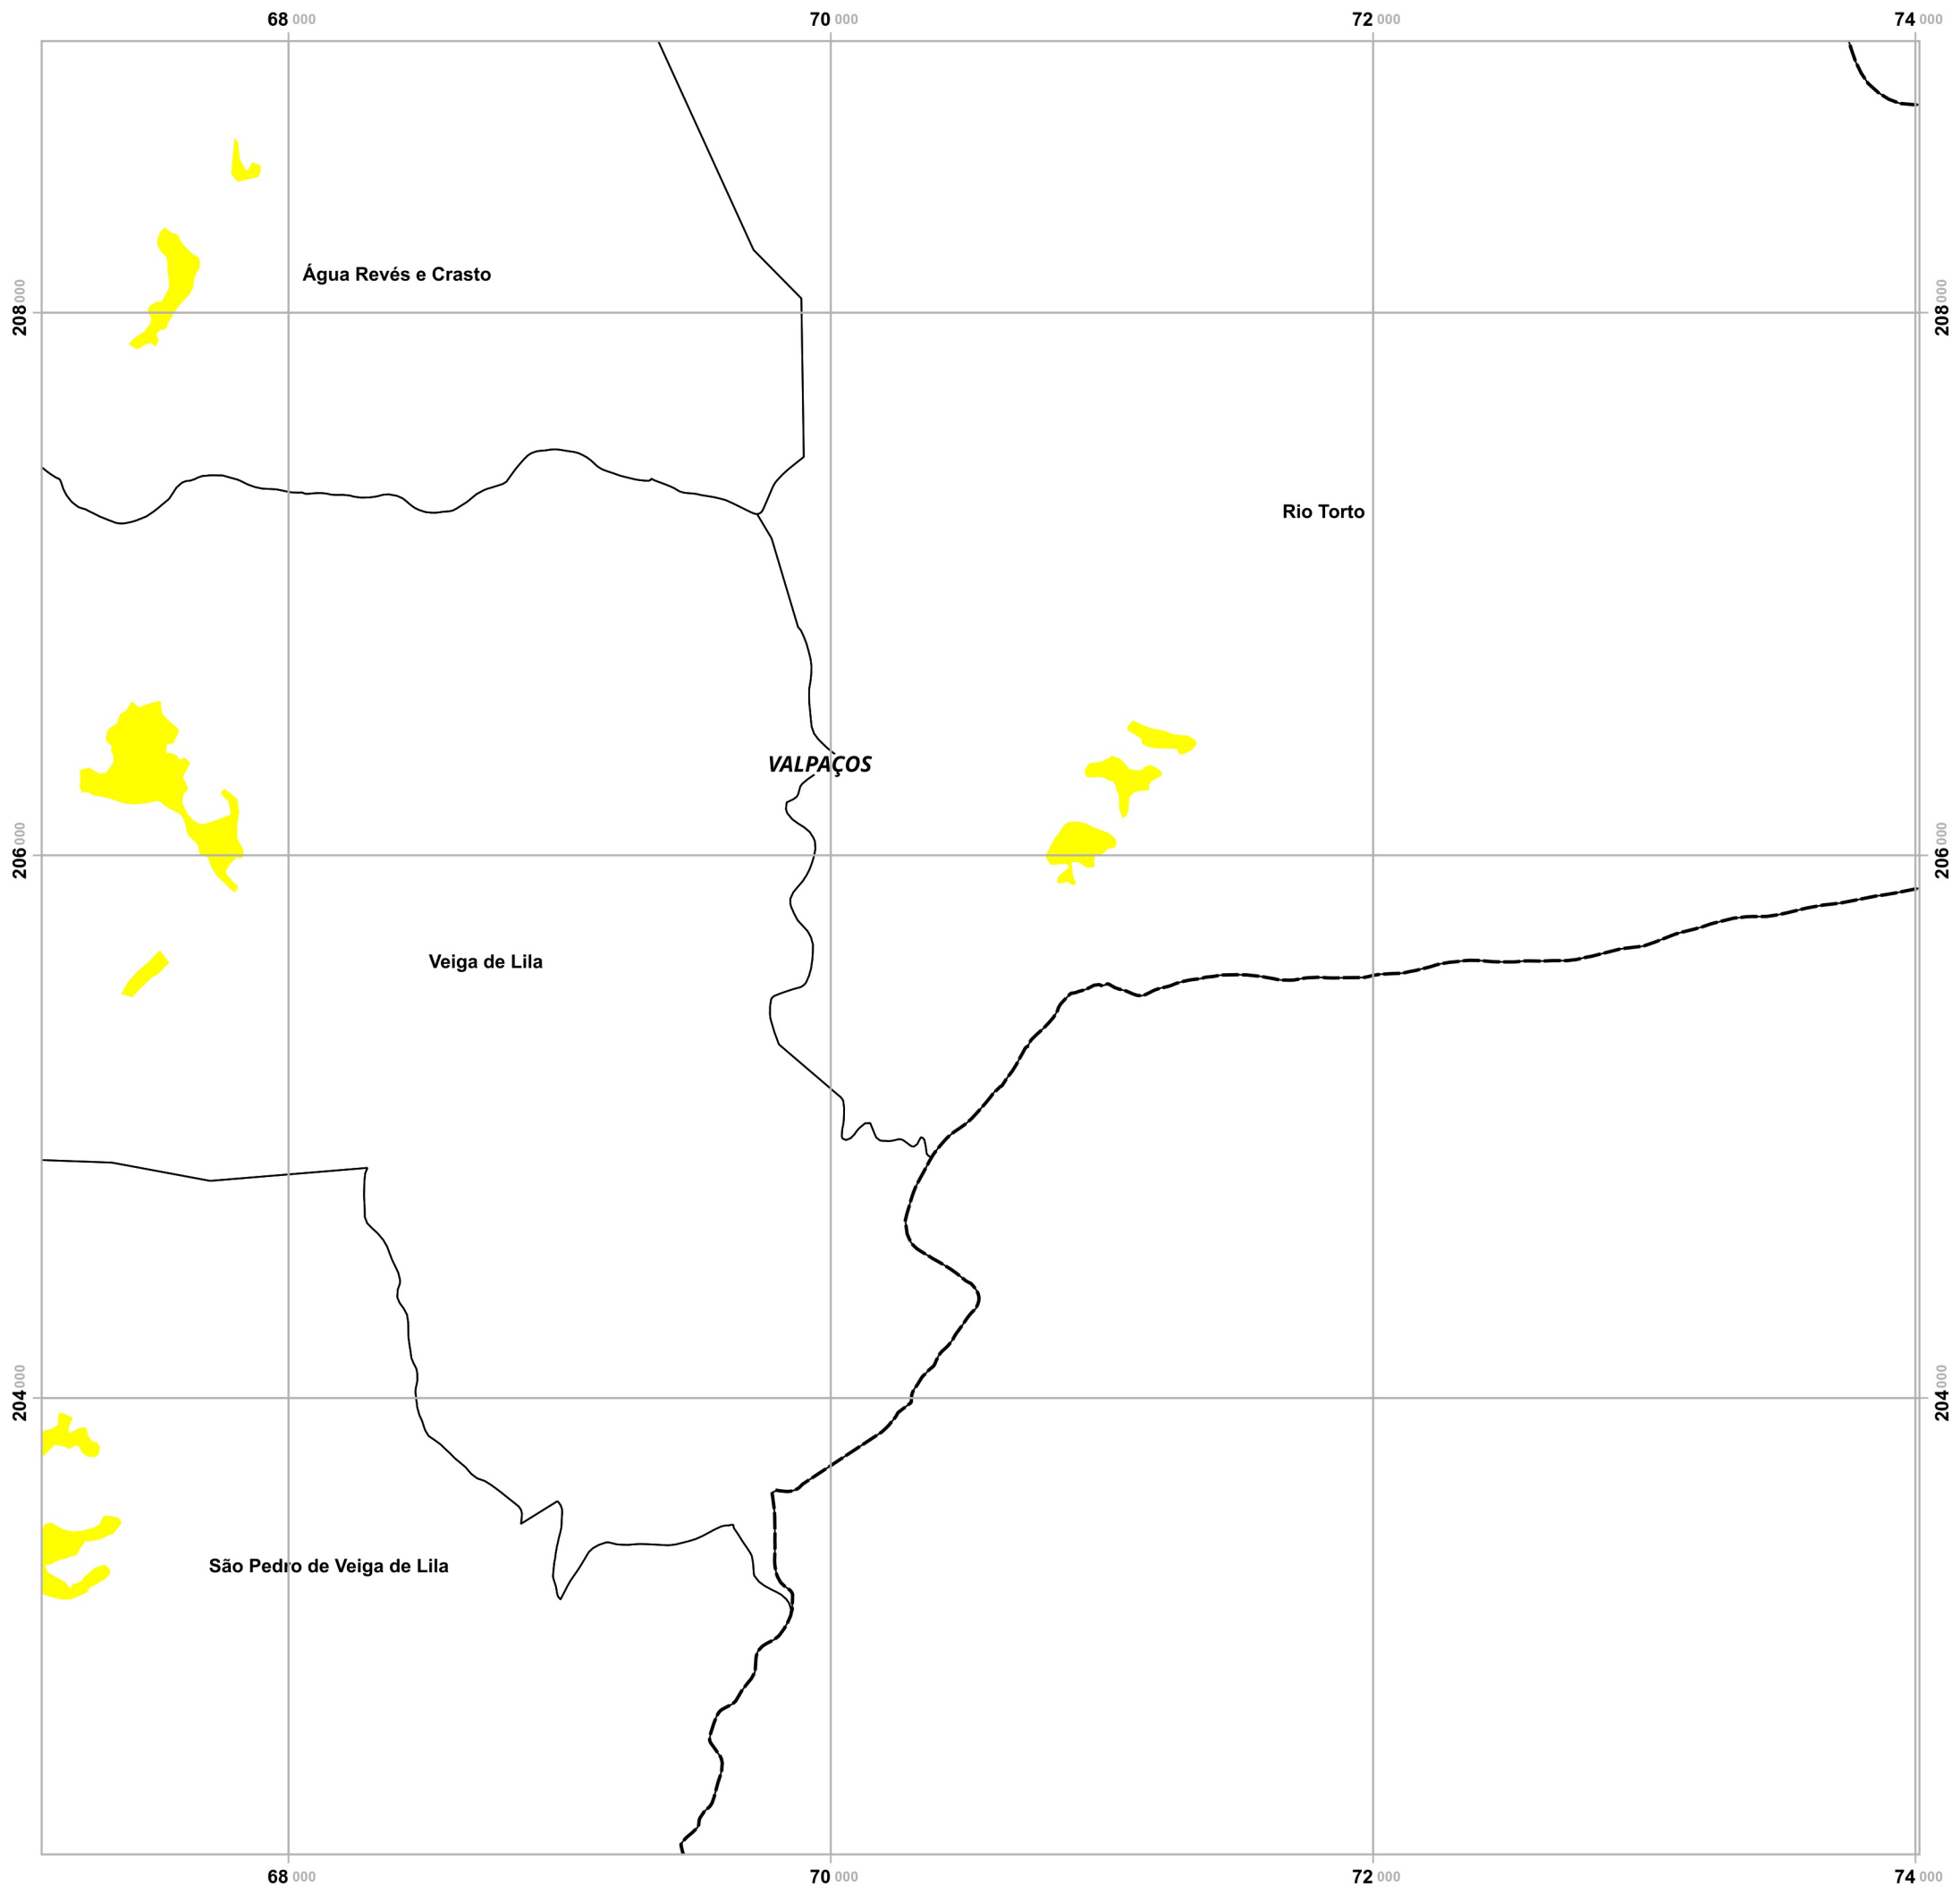 68 000 70 000 72 000 74 000
Água Revés e Crasto
208 000 208 000
Rio Torto
VALPAÇOS
206 000 206 000
Veiga de Lila
204 000 204 000
São Pedro de Veiga de Lila
68 000 70 000 72 000 74 000